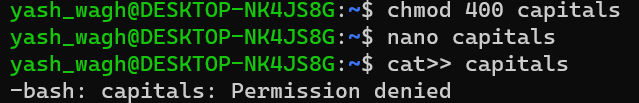 yash_wagh@DESKTOP-NK4JS8G:~$ chmod 400 capitals
yash_wagh@DESKTOP-NK4JS8G:~$ nano capitals
yash_wagh@DESKTOP-NK4JS8G:~$ cat>> capitals
-bash: capitals: Permission denied